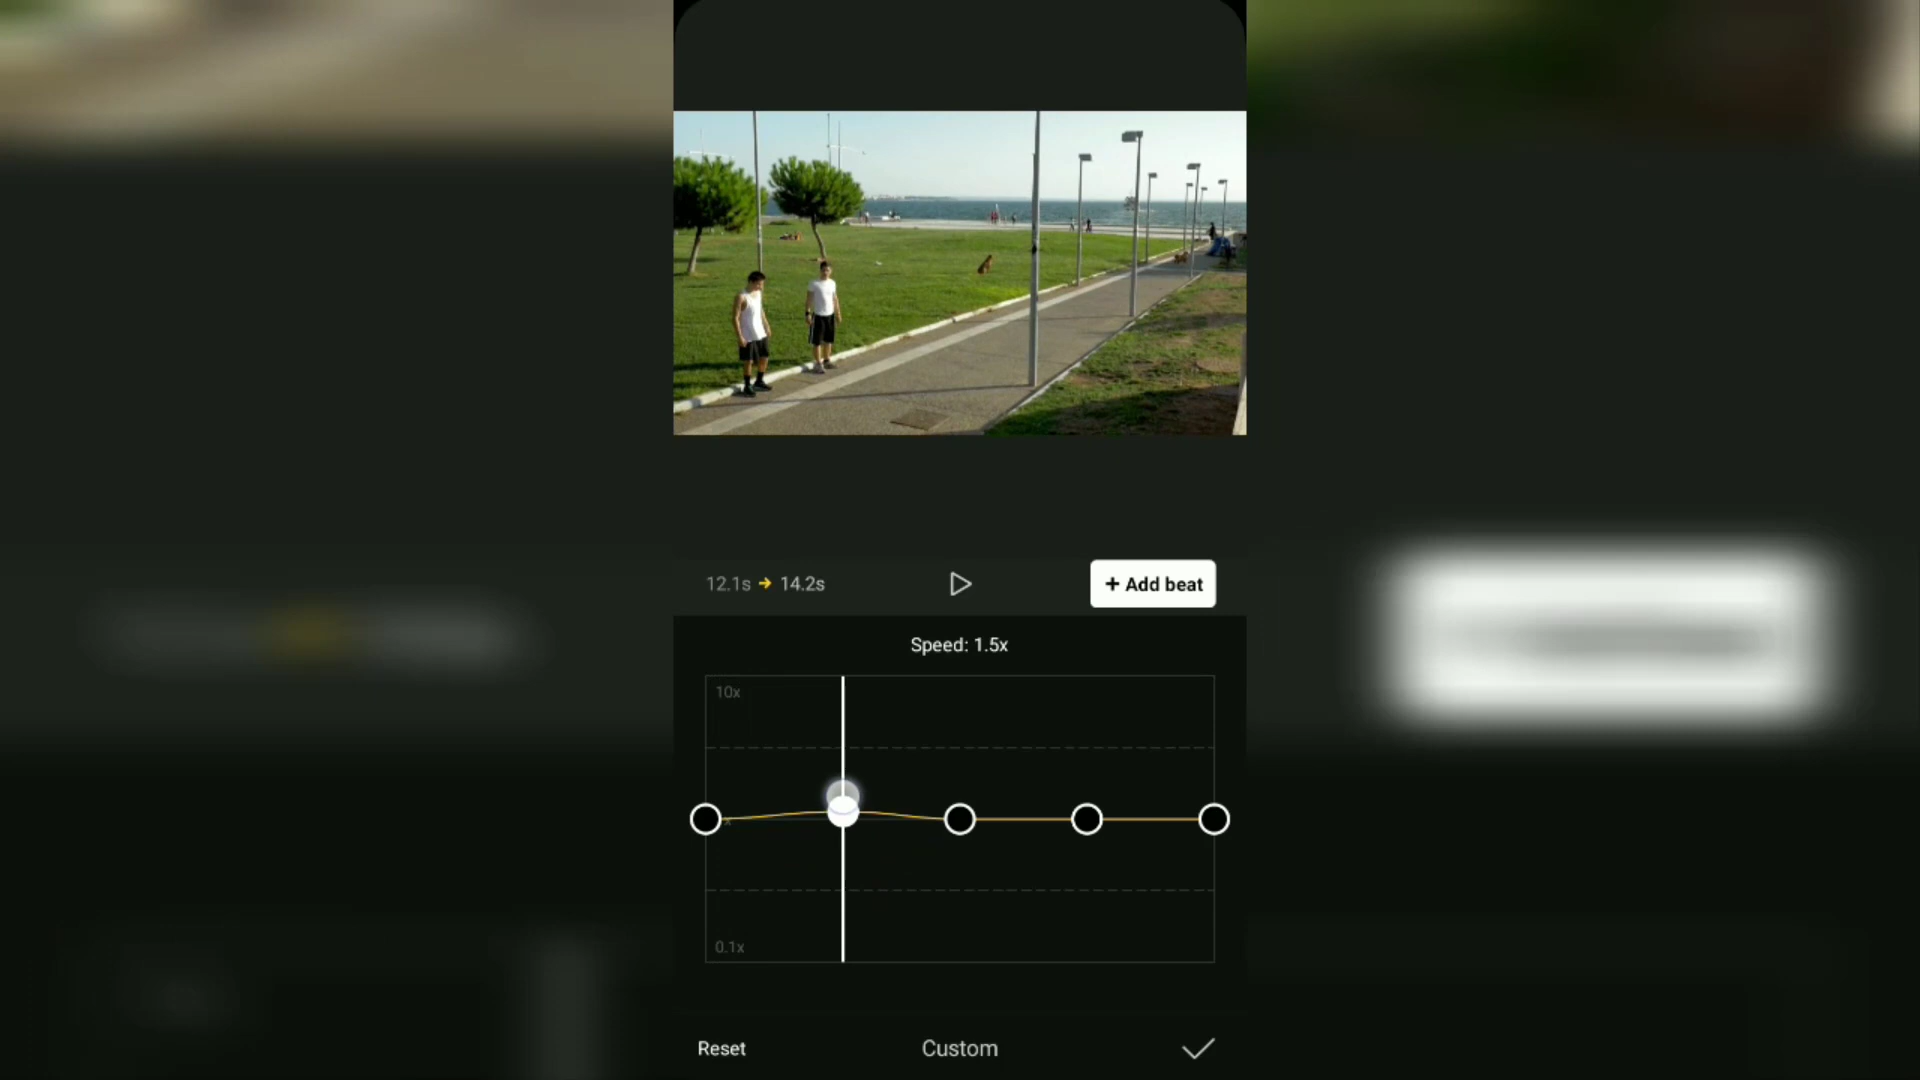 12.1s → 14.2s
+ Add beat
Speed: 1.5x
10x
x
0.1x
Reset
Custom